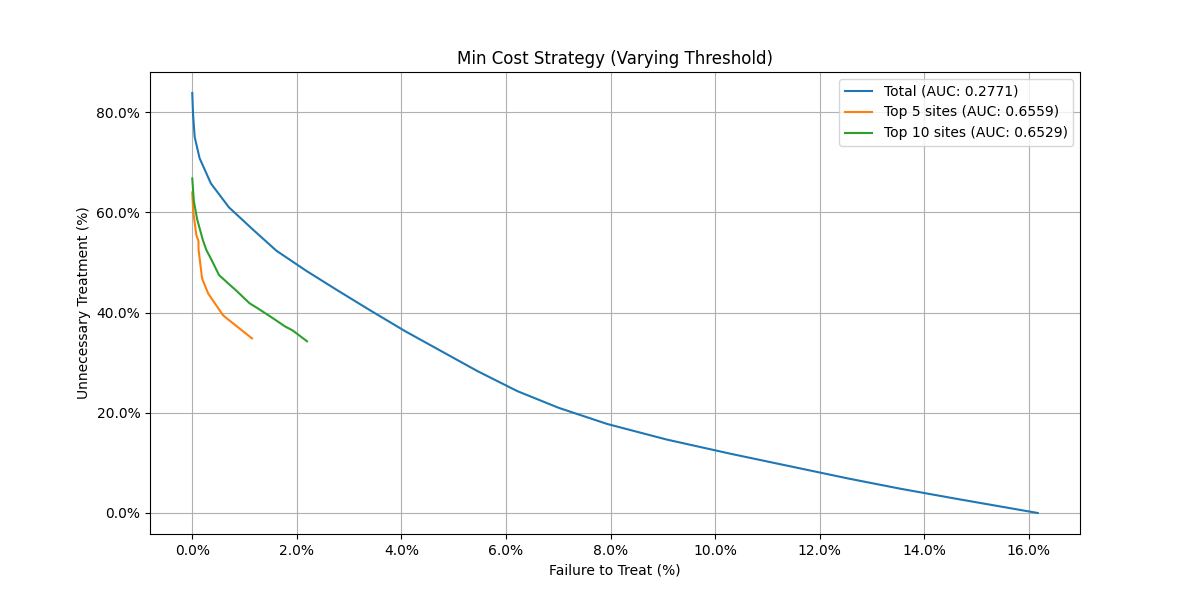 Min Cost Strategy (Varying Threshold)
Total (AUC: 0.2771)
Top 5 sites (AUC: 0.6559)
Top 10 sites (AUC: 0.6529)
Unnecessary Treatment (%)
80.0%
60.0%
40.0%
20.0%
0.0%
0.0% 2.0% 4.0% 6.0% 8.0% 10.0% 12.0% 14.0% 16.0%
Failure to Treat (%)